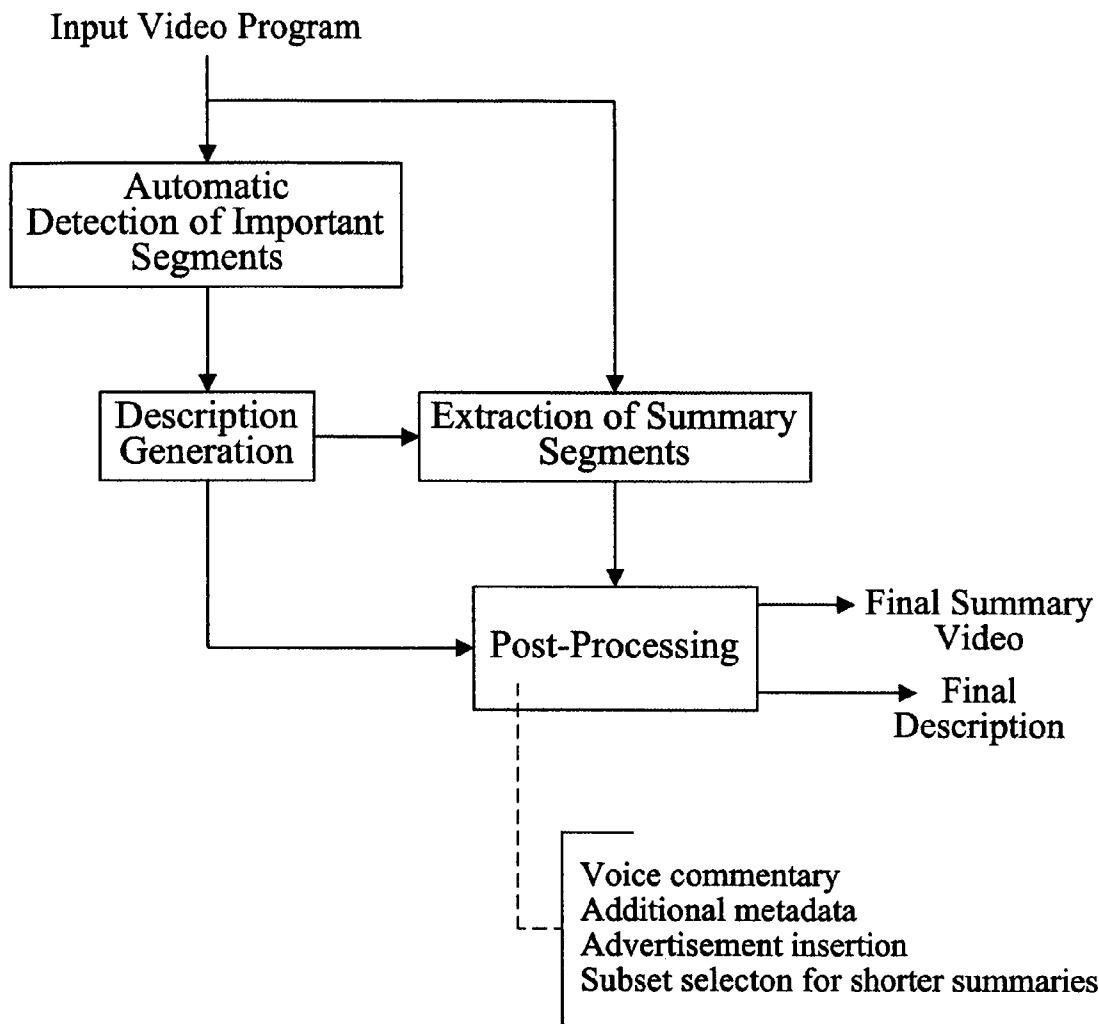 Input Video Program
Automatic
Detection of Important
Segments
Description
Generation
Extraction of Summary
Segments
Post-Processing
Final Summary
Video
Final
Description
Voice commentary
Additional metadata
Advertisement insertion
Subset selecton for shorter summaries